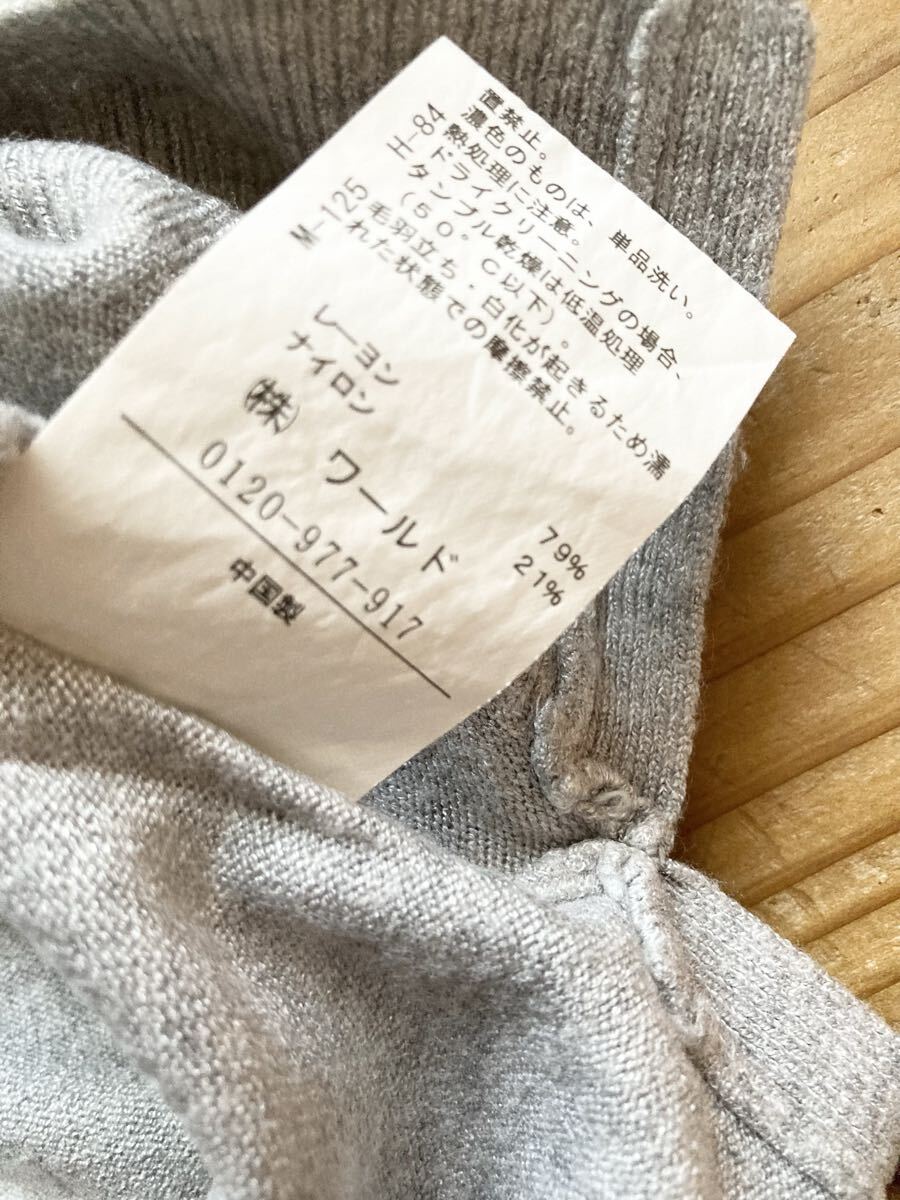 置禁止。
濃色のものは、単品洗い。
熱処理に注意。
H-84 ドライクリーニングの場合、
タンブル乾燥は低温処理
(50°C以下)。
M-125 毛羽立ち・白化が起きるため濡
れた状態での摩擦禁止。
レーヨン 79%
ナイロン 21%
(株) ワールド
0120-977-917
中国製